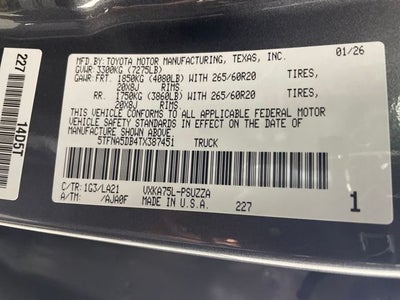 MFD. BY: TOYOTA MOTOR MANUFACTURING, TEXAS, INC. 01/26
GVWR: 3300KG (7275LB)
GAWR: FRT. 1850KG (4080LB) WITH 265/60R20 TIRES,
20X8J RIMS
RR. 1750KG (3860LB) WITH 265/60R20 TIRES,
20X8J RIMS
THIS VEHICLE CONFORMS TO ALL APPLICABLE FEDERAL MOTOR
VEHICLE SAFETY STANDARDS IN EFFECT ON THE DATE OF
MANUFACTURE SHOWN ABOVE.
5TFNA5DB4TX387451 TRUCK
C/TR: 1G3/LA21 VXKA75L-PSUZZA
A/TM: /AJA0F MADE IN U.S.A. 227 1
227 14D5T